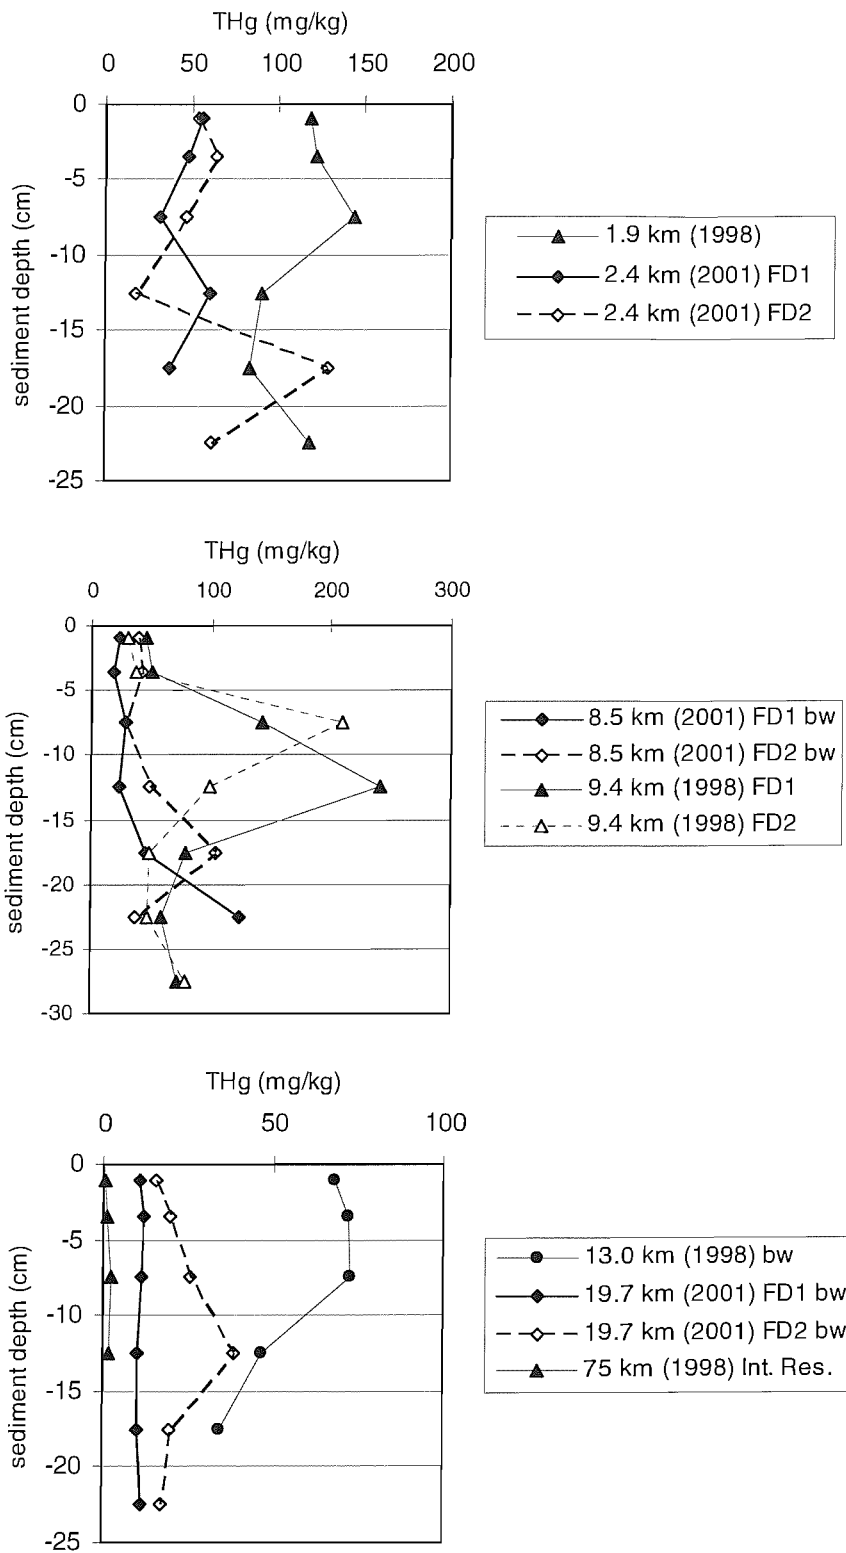 THg (mg/kg)
0 50 100 150 200
0
-5
-10
-15
-20
-25
sediment depth (cm)
1.9 km (1998)
2.4 km (2001) FD1
2.4 km (2001) FD2
THg (mg/kg)
0 100 200 300
0
-5
-10
-15
-20
-25
-30
sediment depth (cm)
8.5 km (2001) FD1 bw
8.5 km (2001) FD2 bw
9.4 km (1998) FD1
9.4 km (1998) FD2
THg (mg/kg)
0 50 100
0
-5
-10
-15
-20
-25
sediment depth (cm)
13.0 km (1998) bw
19.7 km (2001) FD1 bw
19.7 km (2001) FD2 bw
75 km (1998) Int. Res.